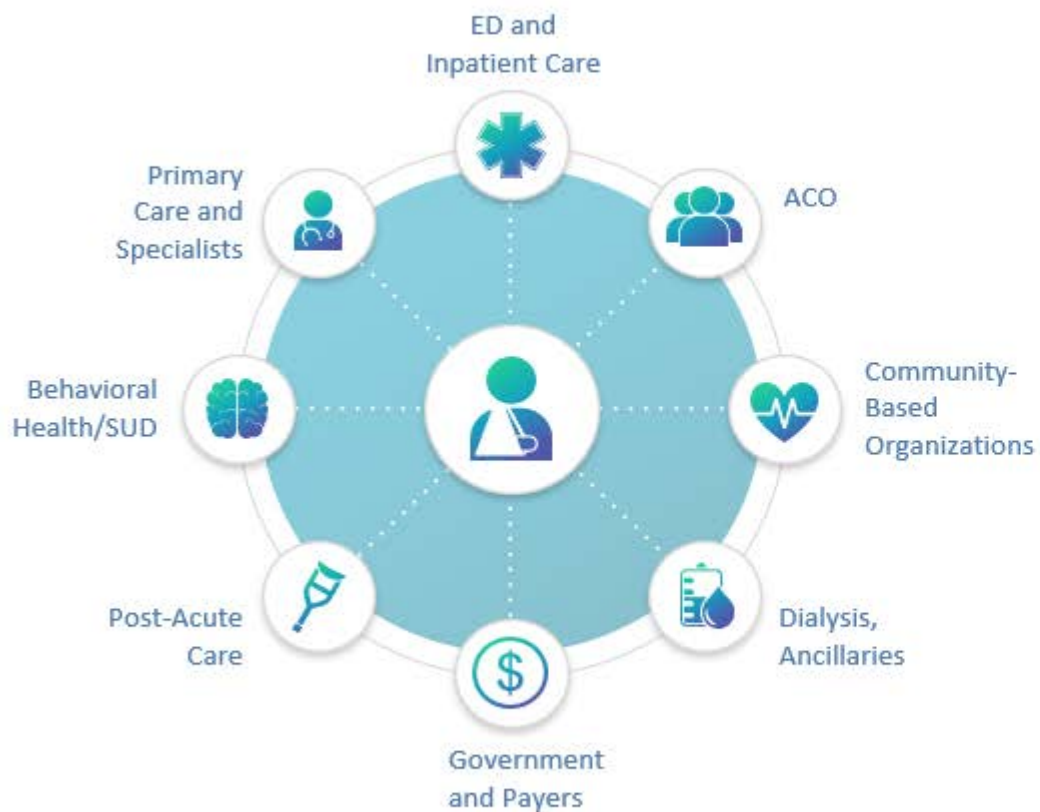 ED and
Inpatient Care
ACO
Community-
Based
Organizations
Dialysis,
Ancillaries
Government
and Payers
Post-Acute
Care
Behavioral
Health/SUD
Primary
Care and
Specialists
$